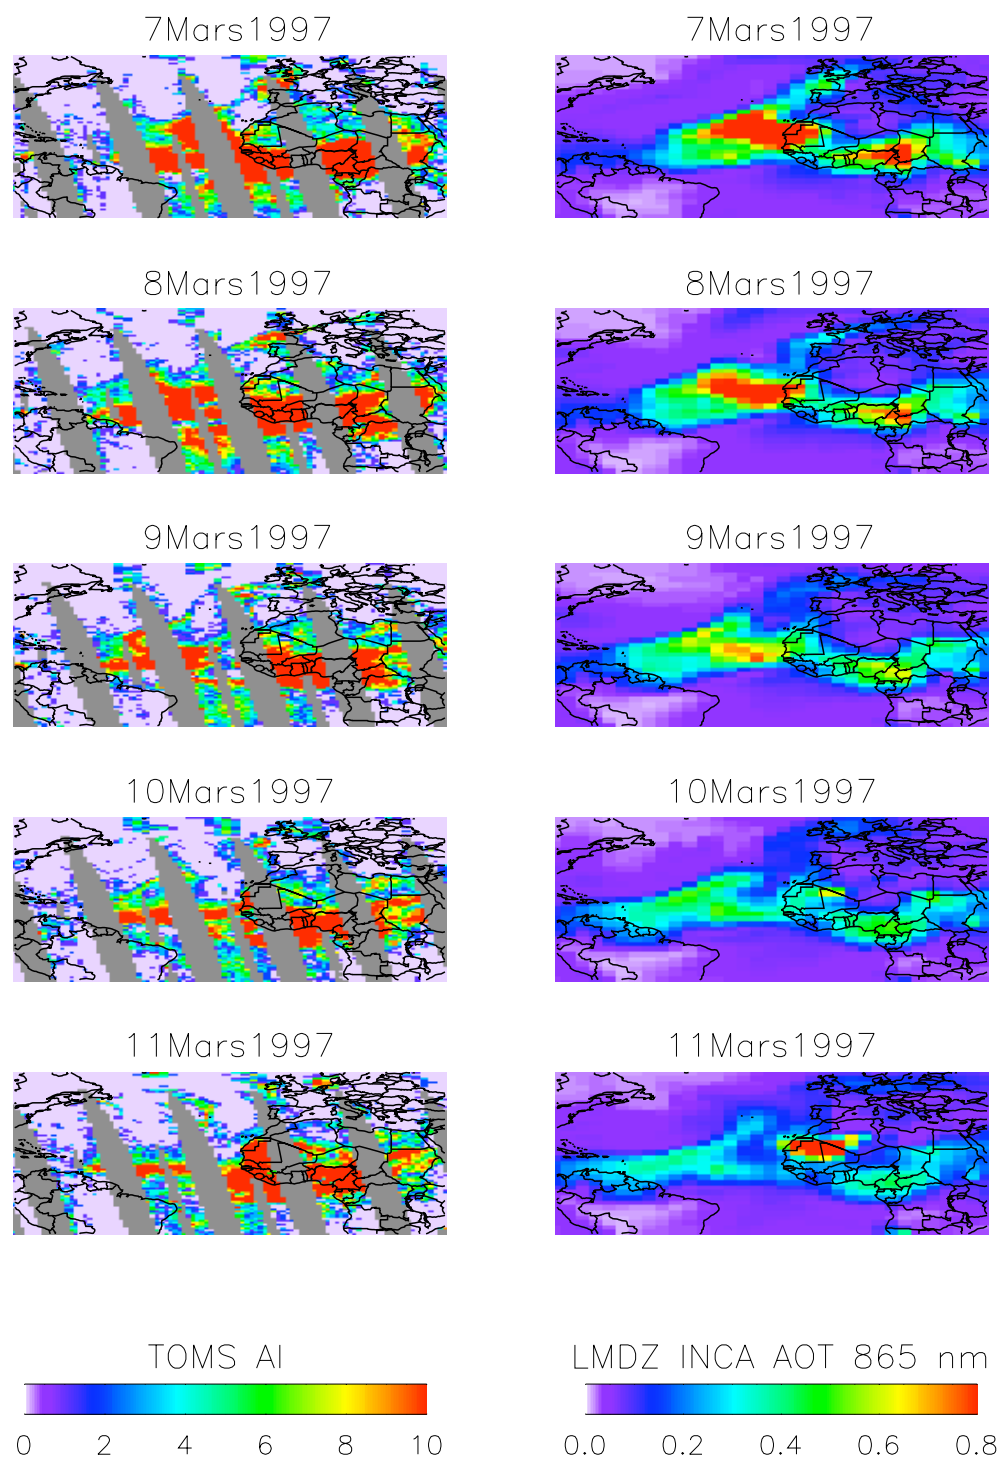 7Mars1997 7Mars1997
8Mars1997 8Mars1997
9Mars1997 9Mars1997
10Mars1997 10Mars1997
11Mars1997 11Mars1997
TOMS AI LMDZ INCA AOT 865 nm
0 2 4 6 8 10 0.0 0.2 0.4 0.6 0.8